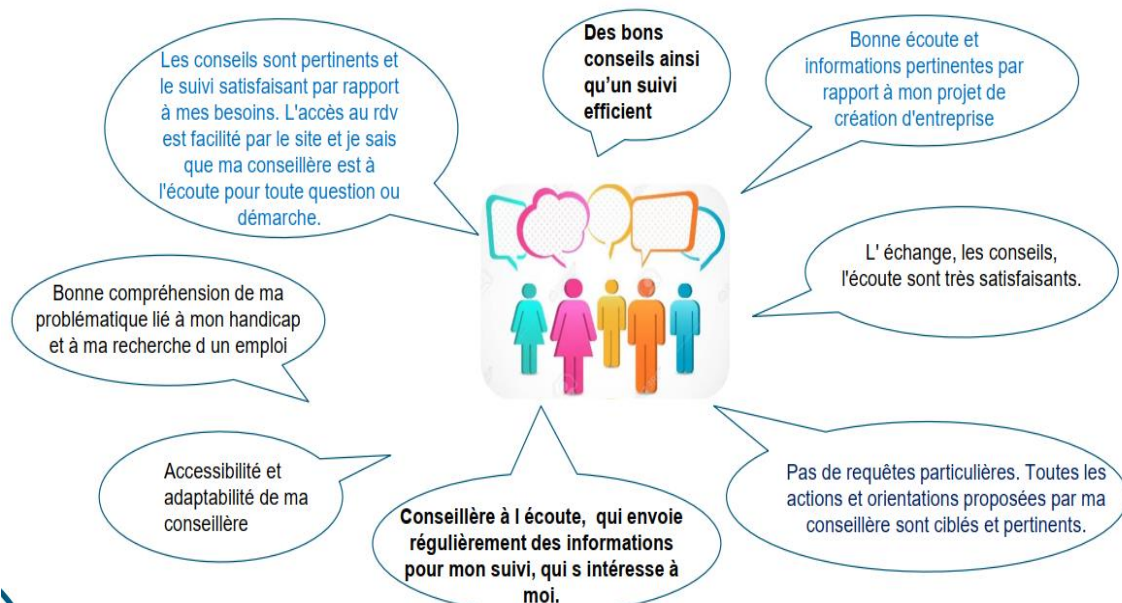 Les conseils sont pertinents et
le suivi satisfaisant par rapport
à mes besoins. L'accès au rdv
est facilité par le site et je sais
que ma conseillère est à
l'écoute pour toute question ou
démarche.
Des bons
conseils ainsi
qu'un suivi
efficient
Bonne écoute et
informations pertinentes par
rapport à mon projet de
création d'entreprise
L' échange, les conseils,
l'écoute sont très satisfaisants.
Bonne compréhension de ma
problématique lié à mon handicap
et à ma recherche d un emploi
Accessibilité et
adaptabilité de ma
conseillère
Conseillère à l écoute, qui envoie
régulièrement des informations
pour mon suivi, qui s intéresse à
moi.
Pas de requêtes particulières. Toutes les
actions et orientations proposées par ma
conseillère sont ciblés et pertinents.